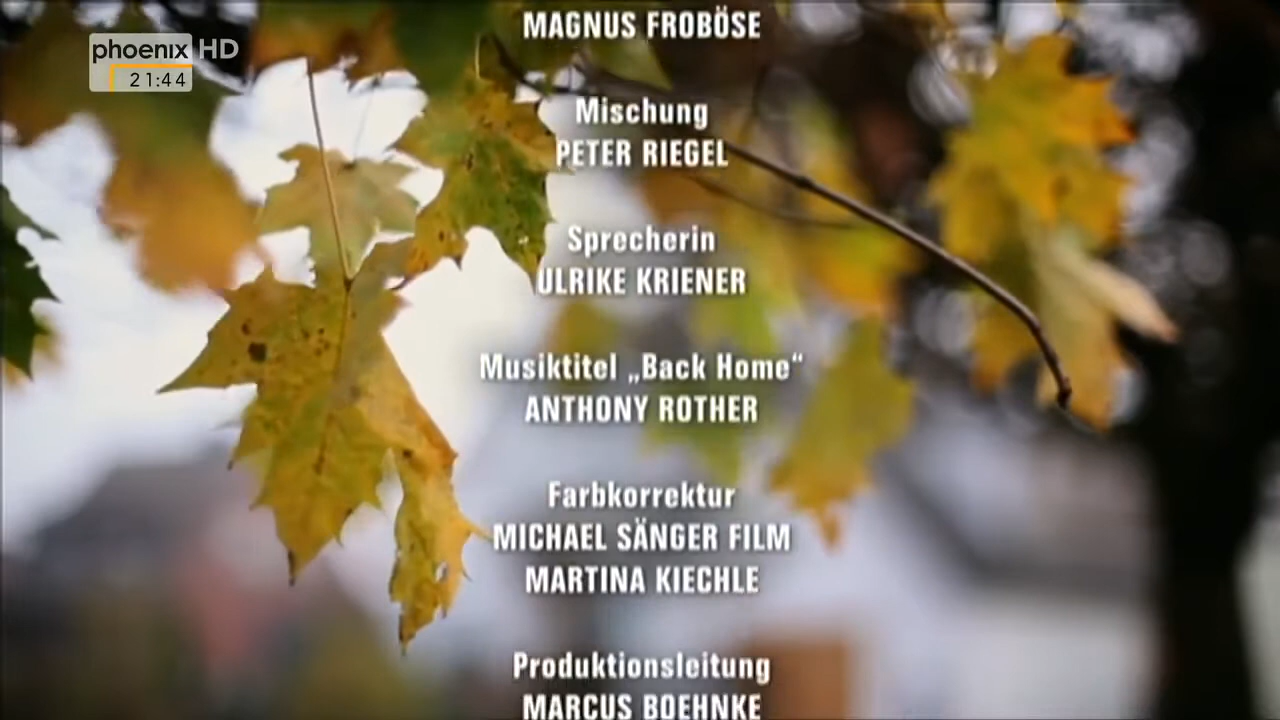 phoenix HD
21:44
MAGNUS FROBÖSE
Mischung
PETER RIEGEL
Sprecherin
ULRIKE KRIENER
Musiktitel „Back Home“
ANTHONY ROTHER
Farbkorrektur
MICHAEL SÄNGER FILM
MARTINA KIECHLE
Produktionsleitung
MARCUS BOEHNKE